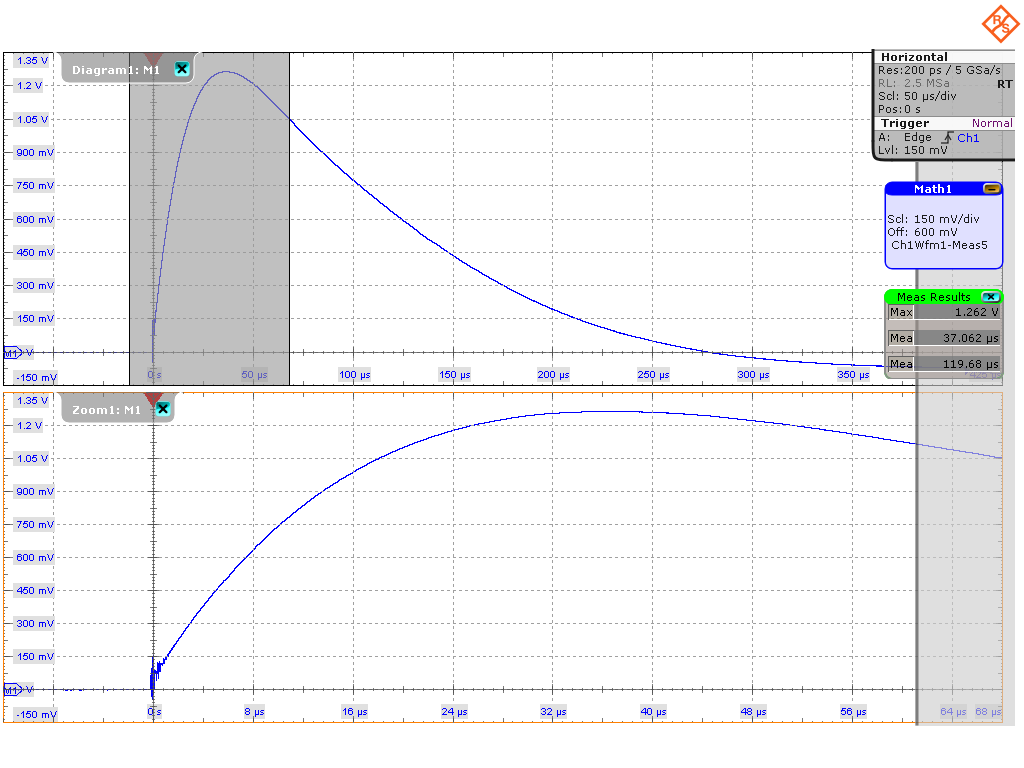 R&S
1.35 V
Diagram1: M1
1.2 V
1.05 V
900 mV
750 mV
600 mV
450 mV
300 mV
150 mV
M1 0 V
-150 mV
0 s 50 µs 100 µs 150 µs 200 µs 250 µs 300 µs 350 µs
Horizontal
Res:200 ps / 5 GSa/s
RL: 2.5 MSa RT
Scl: 50 µs/div
Pos:0 s
Trigger Normal
A: Edge Ch1
Lvl: 150 mV
Math1
Scl: 150 mV/div
Off: 600 mV
Ch1Wfm1-Meas5
Meas Results
Max 1.262 V
Mea 37.062 µs
Mea 119.68 µs
1.35 V
Zoom1: M1
1.2 V
1.05 V
900 mV
750 mV
600 mV
450 mV
300 mV
150 mV
M1 0 V
-150 mV
0 s 8 µs 16 µs 24 µs 32 µs 40 µs 48 µs 56 µs 64 µs 68 µs